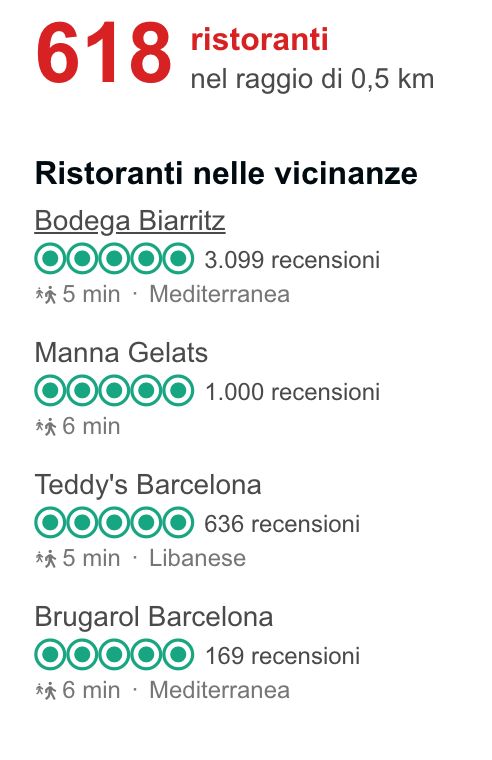 618 ristoranti
nel raggio di 0,5 km
Ristoranti nelle vicinanze
Bodega Biarritz
3.099 recensioni
5 min · Mediterranea
Manna Gelats
1.000 recensioni
6 min
Teddy's Barcelona
636 recensioni
5 min · Libanese
Brugarol Barcelona
169 recensioni
6 min · Mediterranea